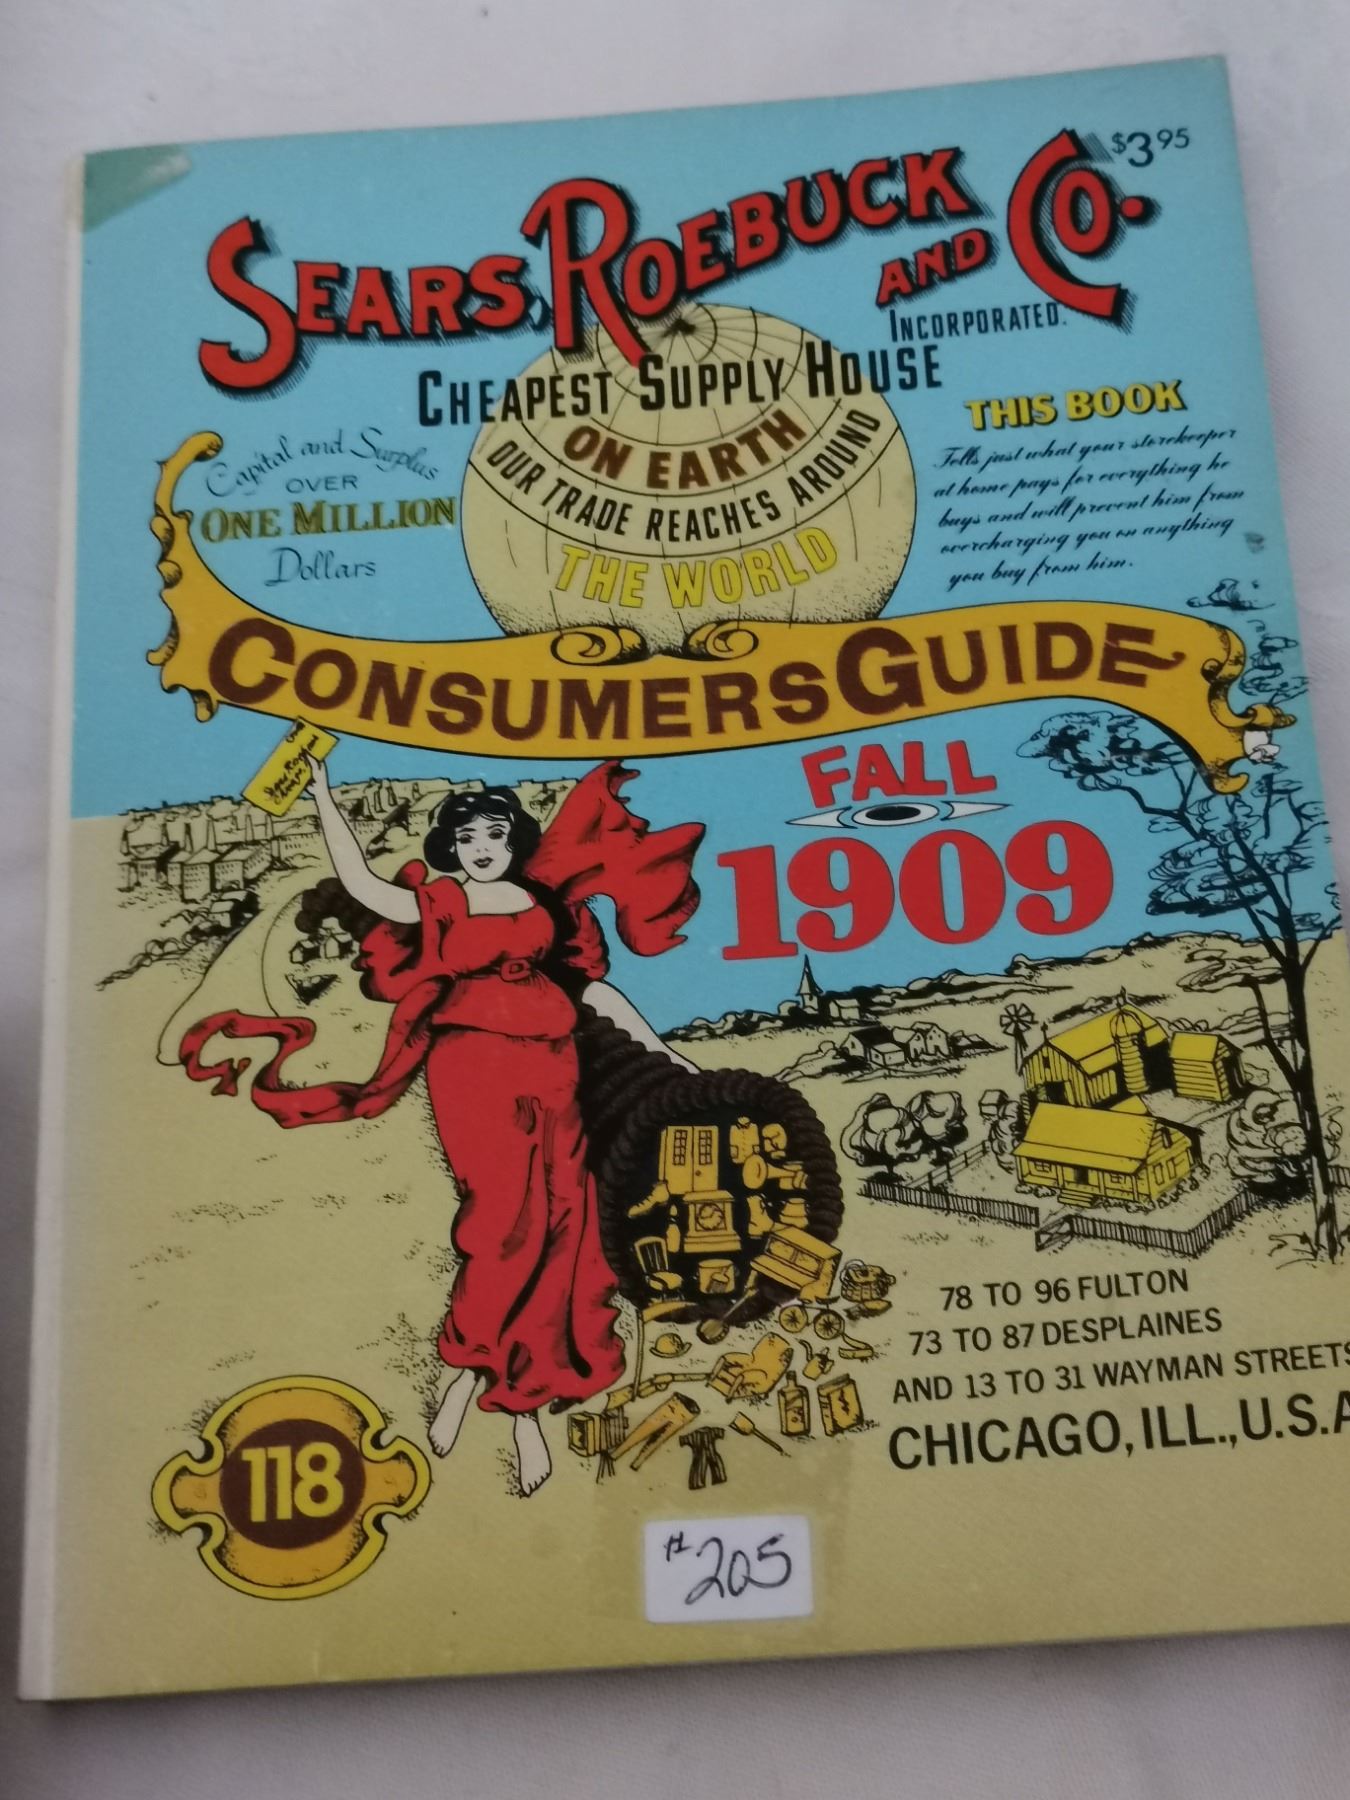 $3.95
SEARS, ROEBUCK AND CO.
INCORPORATED.
CHEAPEST SUPPLY HOUSE
ON EARTH
OUR TRADE REACHES AROUND
THE WORLD
Capital and Surplus
OVER
ONE MILLION
Dollars
THIS BOOK
Tells just what your storekeeper
at home pays for everything he
buys and will prevent him from
overcharging you on anything
you buy from him.
CONSUMERS GUIDE
FALL
1909
78 TO 96 FULTON
73 TO 87 DESPLAINES
AND 13 TO 31 WAYMAN STREETS
CHICAGO, ILL., U.S.A
118
#205